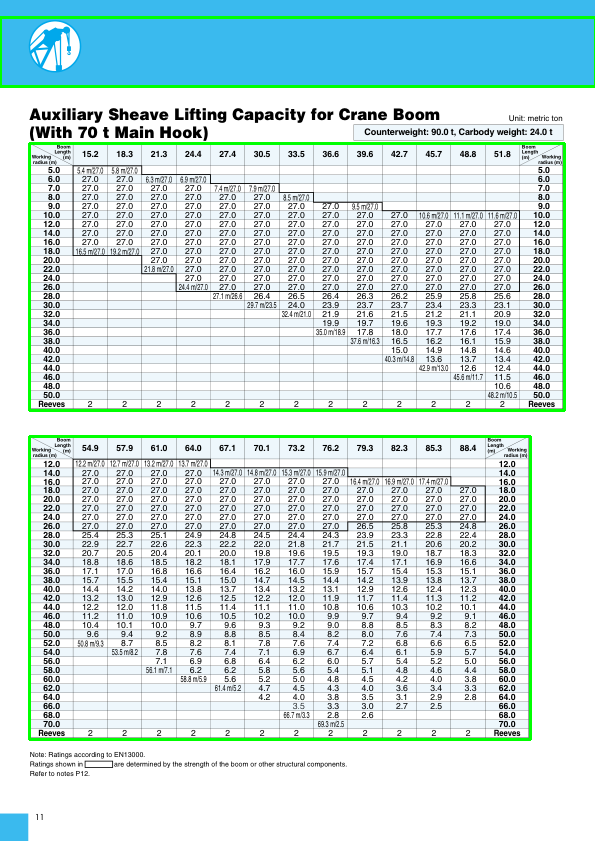 Auxiliary Sheave Lifting Capacity for Crane Boom
(With 70 t Main Hook)
Unit: metric ton
Counterweight: 90.0 t, Carbody weight: 24.0 t
Working radius (m) Boom Length (m) 15.2 18.3 21.3 24.4 27.4 30.5 33.5 36.6 39.6 42.7 45.7 48.8 51.8 Boom Length (m) Working radius (m)
5.0 5.4 m/27.0 5.8 m/27.0 5.0
6.0 27.0 27.0 6.3 m/27.0 6.9 m/27.0 6.0
7.0 27.0 27.0 27.0 27.0 7.4 m/27.0 7.9 m/27.0 7.0
8.0 27.0 27.0 27.0 27.0 27.0 27.0 8.5 m/27.0 8.0
9.0 27.0 27.0 27.0 27.0 27.0 27.0 27.0 27.0 9.5 m/27.0 9.0
10.0 27.0 27.0 27.0 27.0 27.0 27.0 27.0 27.0 27.0 27.0 10.6 m/27.0 11.1 m/27.0 11.6 m/27.0 10.0
12.0 27.0 27.0 27.0 27.0 27.0 27.0 27.0 27.0 27.0 27.0 27.0 27.0 27.0 12.0
14.0 27.0 27.0 27.0 27.0 27.0 27.0 27.0 27.0 27.0 27.0 27.0 27.0 27.0 14.0
16.0 27.0 27.0 27.0 27.0 27.0 27.0 27.0 27.0 27.0 27.0 27.0 27.0 27.0 16.0
18.0 16.5 m/27.0 19.2 m/27.0 27.0 27.0 27.0 27.0 27.0 27.0 27.0 27.0 27.0 27.0 27.0 18.0
20.0 27.0 27.0 27.0 27.0 27.0 27.0 27.0 27.0 27.0 27.0 27.0 20.0
22.0 21.8 m/27.0 27.0 27.0 27.0 27.0 27.0 27.0 27.0 27.0 27.0 27.0 22.0
24.0 27.0 27.0 27.0 27.0 27.0 27.0 27.0 27.0 27.0 27.0 24.0
26.0 24.4 m/27.0 27.0 27.0 27.0 27.0 27.0 27.0 27.0 27.0 27.0 26.0
28.0 27.1 m/26.6 26.4 26.5 26.4 26.3 26.2 25.9 25.8 25.6 28.0
30.0 29.7 m/23.5 24.0 23.9 23.7 23.7 23.4 23.3 23.1 30.0
32.0 32.4 m/21.0 21.9 21.6 21.5 21.2 21.1 20.9 32.0
34.0 19.9 19.7 19.6 19.3 19.2 19.0 34.0
36.0 35.0 m/18.9 17.8 18.0 17.7 17.6 17.4 36.0
38.0 37.6 m/16.3 16.5 16.2 16.1 15.9 38.0
40.0 15.0 14.9 14.8 14.6 40.0
42.0 40.3 m/14.8 13.6 13.7 13.4 42.0
44.0 42.9 m/13.0 12.6 12.4 44.0
46.0 45.6 m/11.7 11.5 46.0
48.0 10.6 48.0
50.0 48.2 m/10.5 50.0
Reeves 2 2 2 2 2 2 2 2 2 2 2 2 2 Reeves
Working radius (m) Boom Length (m) 54.9 57.9 61.0 64.0 67.1 70.1 73.2 76.2 79.3 82.3 85.3 88.4 Boom Length (m) Working radius (m)
12.0 12.2 m/27.0 12.7 m/27.0 13.2 m/27.0 13.7 m/27.0 12.0
14.0 27.0 27.0 27.0 27.0 14.3 m/27.0 14.8 m/27.0 15.3 m/27.0 15.9 m/27.0 14.0
16.0 27.0 27.0 27.0 27.0 27.0 27.0 27.0 27.0 16.4 m/27.0 16.9 m/27.0 17.4 m/27.0 16.0
18.0 27.0 27.0 27.0 27.0 27.0 27.0 27.0 27.0 27.0 27.0 27.0 27.0 18.0
20.0 27.0 27.0 27.0 27.0 27.0 27.0 27.0 27.0 27.0 27.0 27.0 27.0 20.0
22.0 27.0 27.0 27.0 27.0 27.0 27.0 27.0 27.0 27.0 27.0 27.0 27.0 22.0
24.0 27.0 27.0 27.0 27.0 27.0 27.0 27.0 27.0 27.0 27.0 27.0 27.0 24.0
26.0 27.0 27.0 27.0 27.0 27.0 27.0 27.0 27.0 26.5 25.8 25.3 24.8 26.0
28.0 25.4 25.3 25.1 24.9 24.8 24.5 24.4 24.3 23.9 23.3 22.8 22.4 28.0
30.0 22.9 22.7 22.6 22.3 22.2 22.0 21.8 21.7 21.5 21.1 20.6 20.2 30.0
32.0 20.7 20.5 20.4 20.1 20.0 19.8 19.6 19.5 19.3 19.0 18.7 18.3 32.0
34.0 18.8 18.6 18.5 18.2 18.1 17.9 17.7 17.6 17.4 17.1 16.9 16.6 34.0
36.0 17.1 17.0 16.8 16.6 16.4 16.2 16.0 15.9 15.7 15.4 15.3 15.1 36.0
38.0 15.7 15.5 15.4 15.1 15.0 14.7 14.5 14.4 14.2 13.9 13.8 13.7 38.0
40.0 14.4 14.2 14.0 13.8 13.7 13.4 13.2 13.1 12.9 12.6 12.4 12.3 40.0
42.0 13.2 13.0 12.9 12.6 12.5 12.2 12.0 11.9 11.7 11.4 11.3 11.2 42.0
44.0 12.2 12.0 11.8 11.5 11.4 11.1 11.0 10.8 10.6 10.3 10.2 10.1 44.0
46.0 11.2 11.0 10.9 10.6 10.5 10.2 10.0 9.9 9.7 9.4 9.2 9.1 46.0
48.0 10.4 10.1 10.0 9.7 9.6 9.3 9.2 9.0 8.8 8.5 8.3 8.2 48.0
50.0 9.6 9.4 9.2 8.9 8.8 8.5 8.4 8.2 8.0 7.6 7.4 7.3 50.0
52.0 50.8 m/9.3 8.7 8.5 8.2 8.1 7.8 7.6 7.4 7.2 6.8 6.6 6.5 52.0
54.0 53.5 m/8.2 7.8 7.6 7.4 7.1 6.9 6.7 6.4 6.1 5.9 5.7 54.0
56.0 7.1 6.9 6.8 6.4 6.2 6.0 5.7 5.4 5.2 5.0 56.0
58.0 56.1 m/7.1 6.2 6.2 5.8 5.6 5.4 5.1 4.8 4.6 4.4 58.0
60.0 58.8 m/5.9 5.6 5.2 5.0 4.8 4.5 4.2 4.0 3.8 60.0
62.0 61.4 m/5.2 4.7 4.5 4.3 4.0 3.6 3.4 3.3 62.0
64.0 4.2 4.0 3.8 3.5 3.1 2.9 2.8 64.0
66.0 3.5 3.3 3.0 2.7 2.5 66.0
68.0 66.7 m/3.3 2.8 2.6 68.0
70.0 69.3 m/2.5 70.0
Reeves 2 2 2 2 2 2 2 2 2 2 2 2 Reeves
Note: Ratings according to EN13000.
Ratings shown in are determined by the strength of the boom or other structural components.
Refer to notes P12.
11